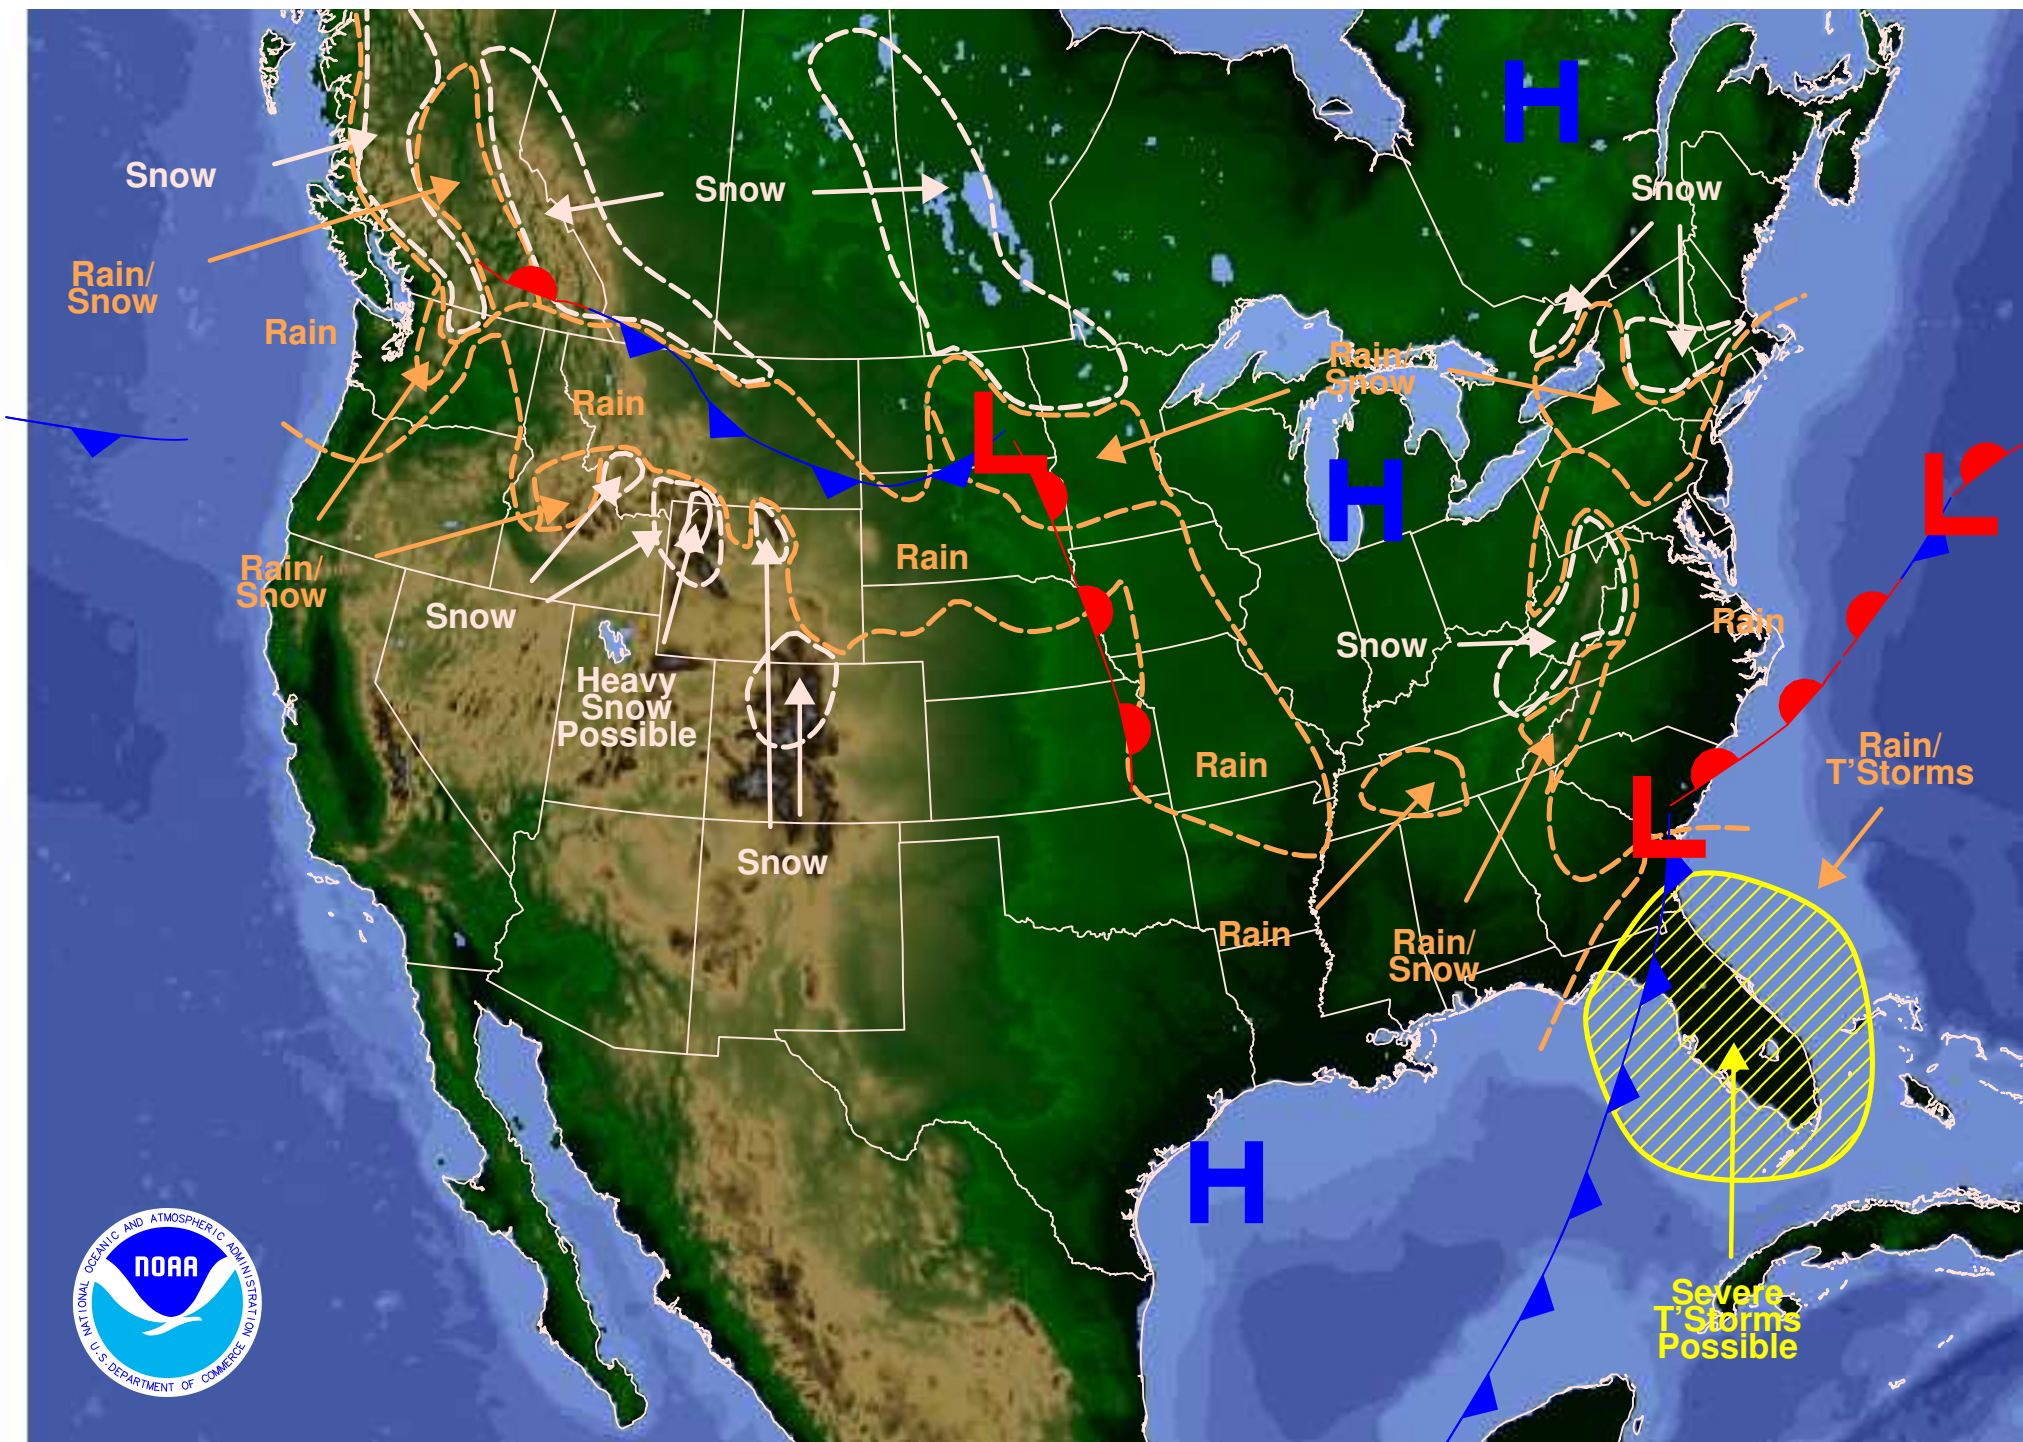 H
Snow
Snow
Snow
Rain/
Snow
Rain
Rain/
Snow
Rain
L
H
L
Rain
Rain/
Snow
Snow
Rain
Snow
Heavy
Snow
Possible
Rain
Rain/
T'Storms
L
Snow
Rain
Rain/
Snow
H
NATIONAL OCEANIC AND ATMOSPHERIC ADMINISTRATION
NOAA
U.S. DEPARTMENT OF COMMERCE
Severe
T'Storms
Possible